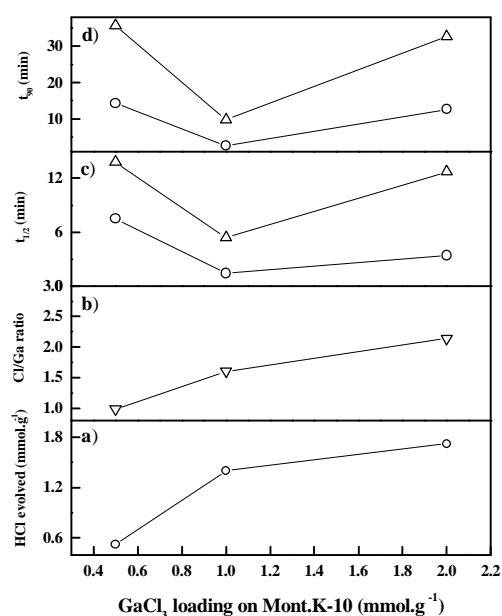 d)
t₉₀ (min)
30
20
10
c)
t₁/₂ (min)
12
6
3.0
b)
Cl/Ga ratio
2.5
2.0
1.5
1.0
a)
HCl evolved (mmol.g⁻¹)
1.8
1.2
0.6
0.4 0.6 0.8 1.0 1.2 1.4 1.6 1.8 2.0 2.2
GaCl₃ loading on Mont.K-10 (mmol.g⁻¹)